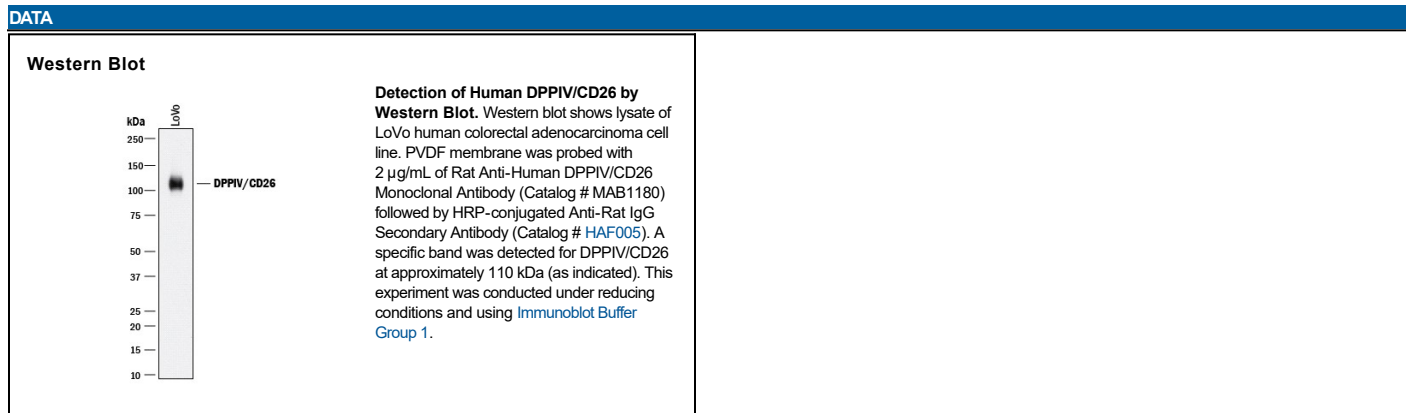 DATA
Western Blot
kDa
LoVo
250
150
100
75
50
37
25
20
15
10
DPPIV/CD26
Detection of Human DPPIV/CD26 by
Western Blot. Western blot shows lysate of
LoVo human colorectal adenocarcinoma cell
line. PVDF membrane was probed with
2 µg/mL of Rat Anti-Human DPPIV/CD26
Monoclonal Antibody (Catalog # MAB1180)
followed by HRP-conjugated Anti-Rat IgG
Secondary Antibody (Catalog # HAF005). A
specific band was detected for DPPIV/CD26
at approximately 110 kDa (as indicated). This
experiment was conducted under reducing
conditions and using Immunoblot Buffer
Group 1.